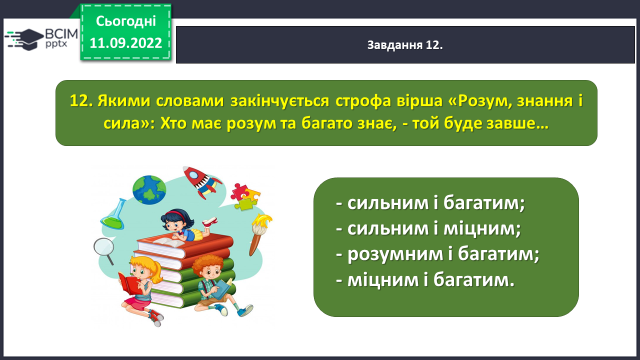 Сьогодні
11.09.2022
ВСІМ
pptx
Завдання 12.
12. Якими словами закінчується строфа вірша «Розум, знання і
сила»: Хто має розум та багато знає, - той буде завше…
- сильним і багатим;
- сильним і міцним;
- розумним і багатим;
- міцним і багатим.